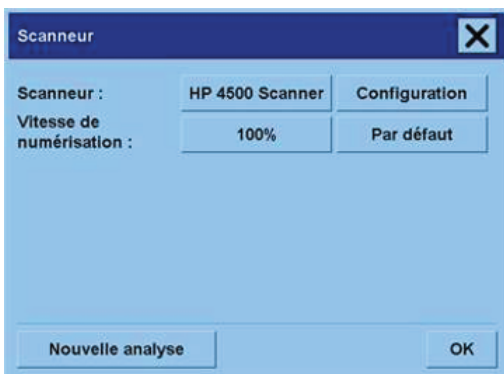 Scanneur
Scanneur : HP 4500 Scanner Configuration
Vitesse de
numérisation : 100% Par défaut
Nouvelle analyse OK